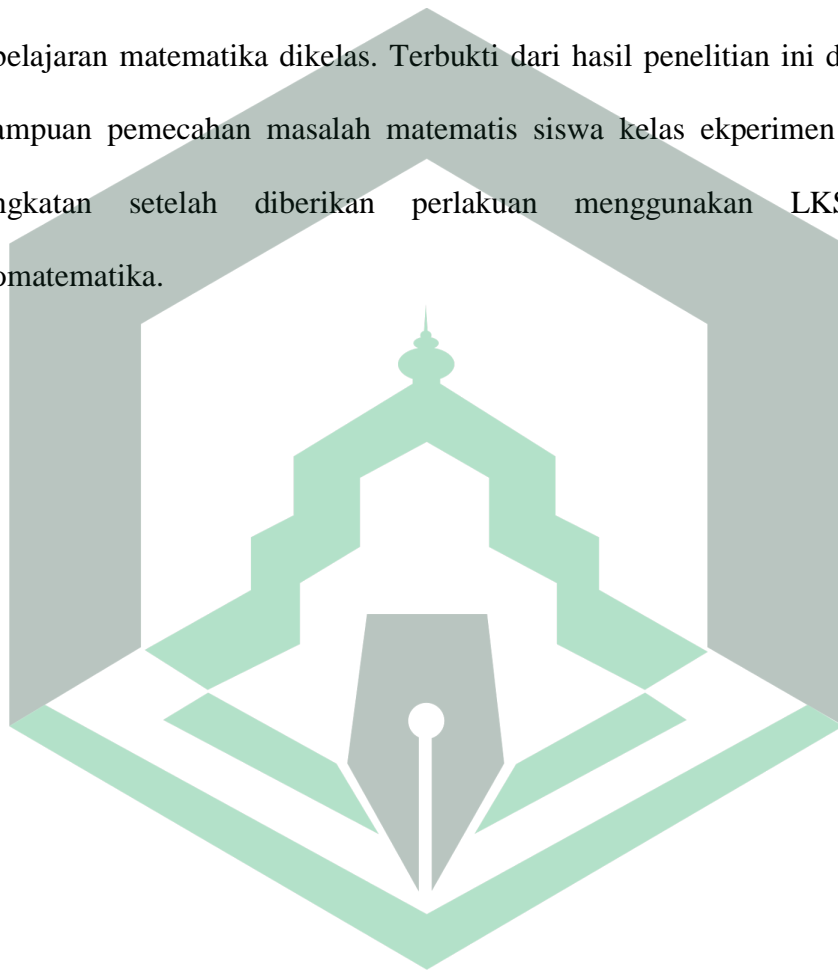 pelajaran matematika dikelas. Terbukti dari hasil penelitian ini d
ampuan pemecahan masalah matematis siswa kelas ekperimen
ngkatan setelah diberikan perlakuan menggunakan LKS
omatematika.